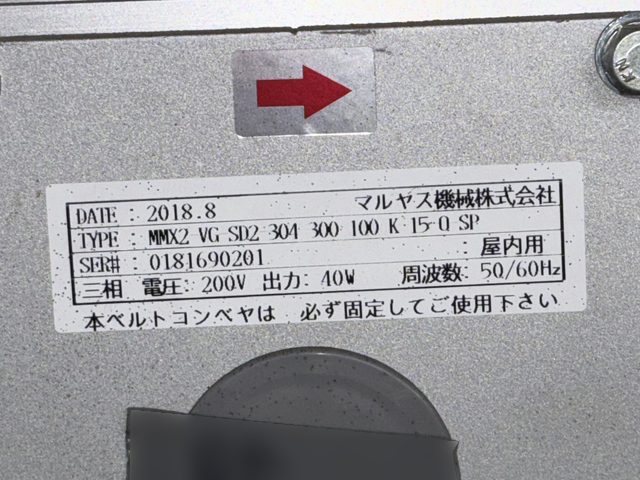 DATE : 2018.8 マルヤス機械株式会社
TYPE : MMX2 VG SD2 304 300 100 K 15 O SP
SER# : 0181690201 : 屋内用
三相 電圧: 200V 出力: 40W 周波数: 50/60Hz
本ベルトコンベヤは 必ず固定してご使用下さい